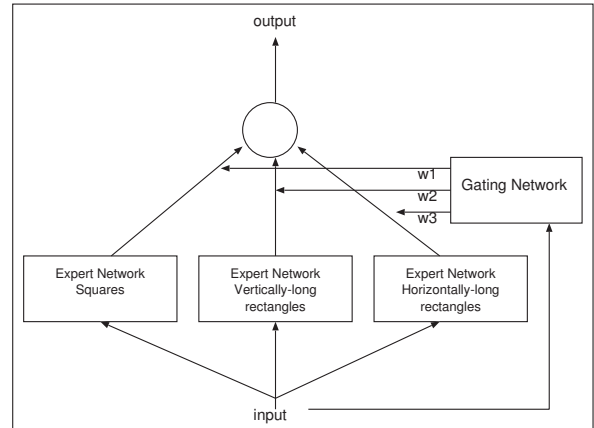 output
w1
Gating Network
w2
w3
Expert Network
Squares
Expert Network
Vertically-long
rectangles
Expert Network
Horizontally-long
rectangles
input